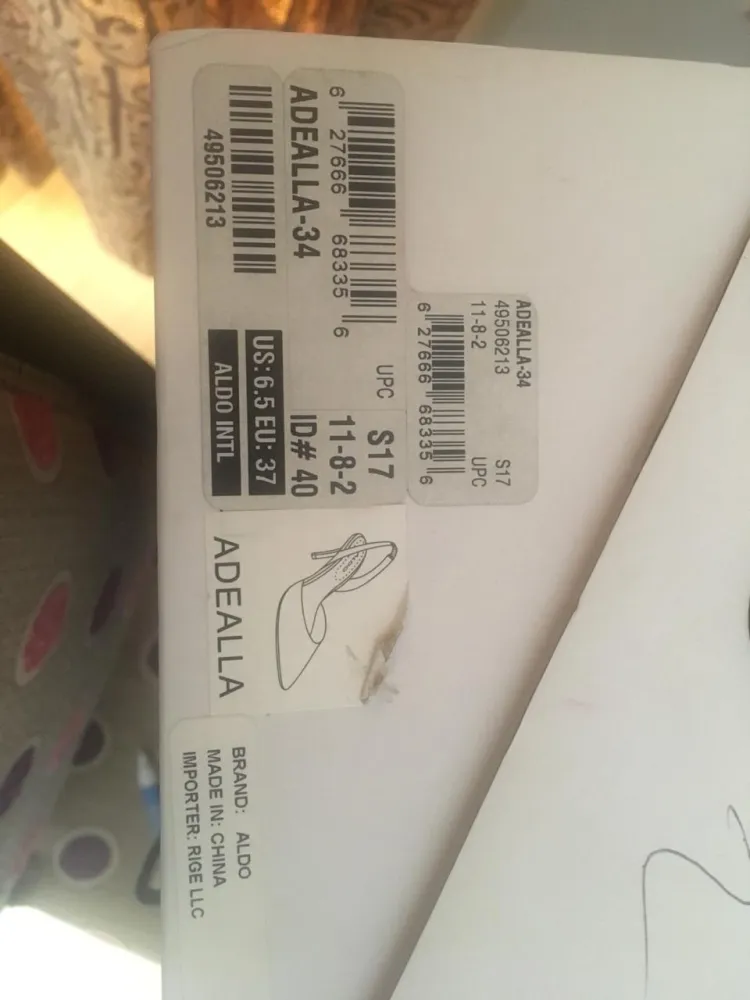 6 27666 68335 6
UPC
ADEALLA-34
49506213
S17
11-8-2
ID# 40
US: 6.5 EU: 37
ALDO INTL
ADEALLA-34
49506213
11-8-2
S17
UPC
6 27666 68335 6
ADEALLA
BRAND: ALDO
MADE IN: CHINA
IMPORTER: RIGE LLC